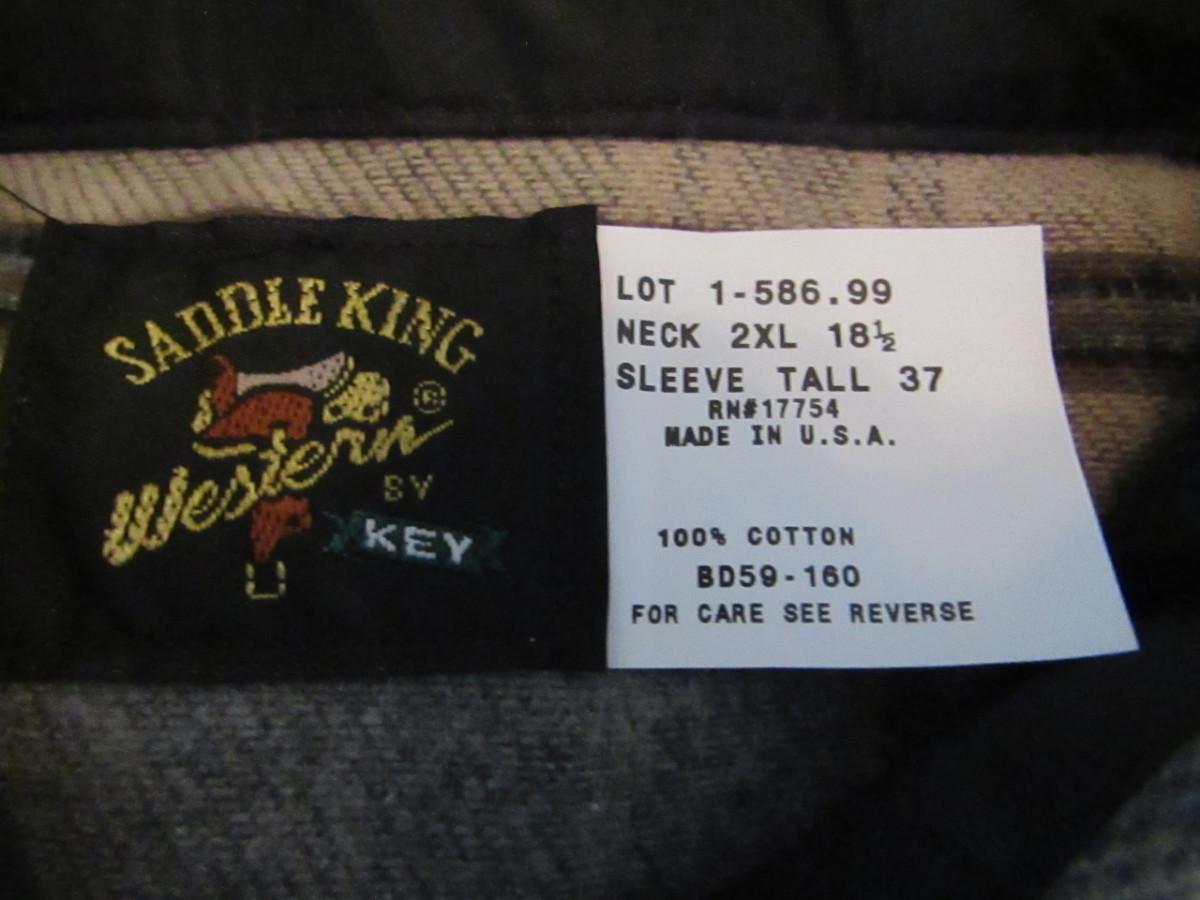 SADDLE KING
®
Western
BY
KEY
LOT 1-586.99
NECK 2XL 18½
SLEEVE TALL 37
RN#17754
MADE IN U.S.A.
100% COTTON
BD59-160
FOR CARE SEE REVERSE